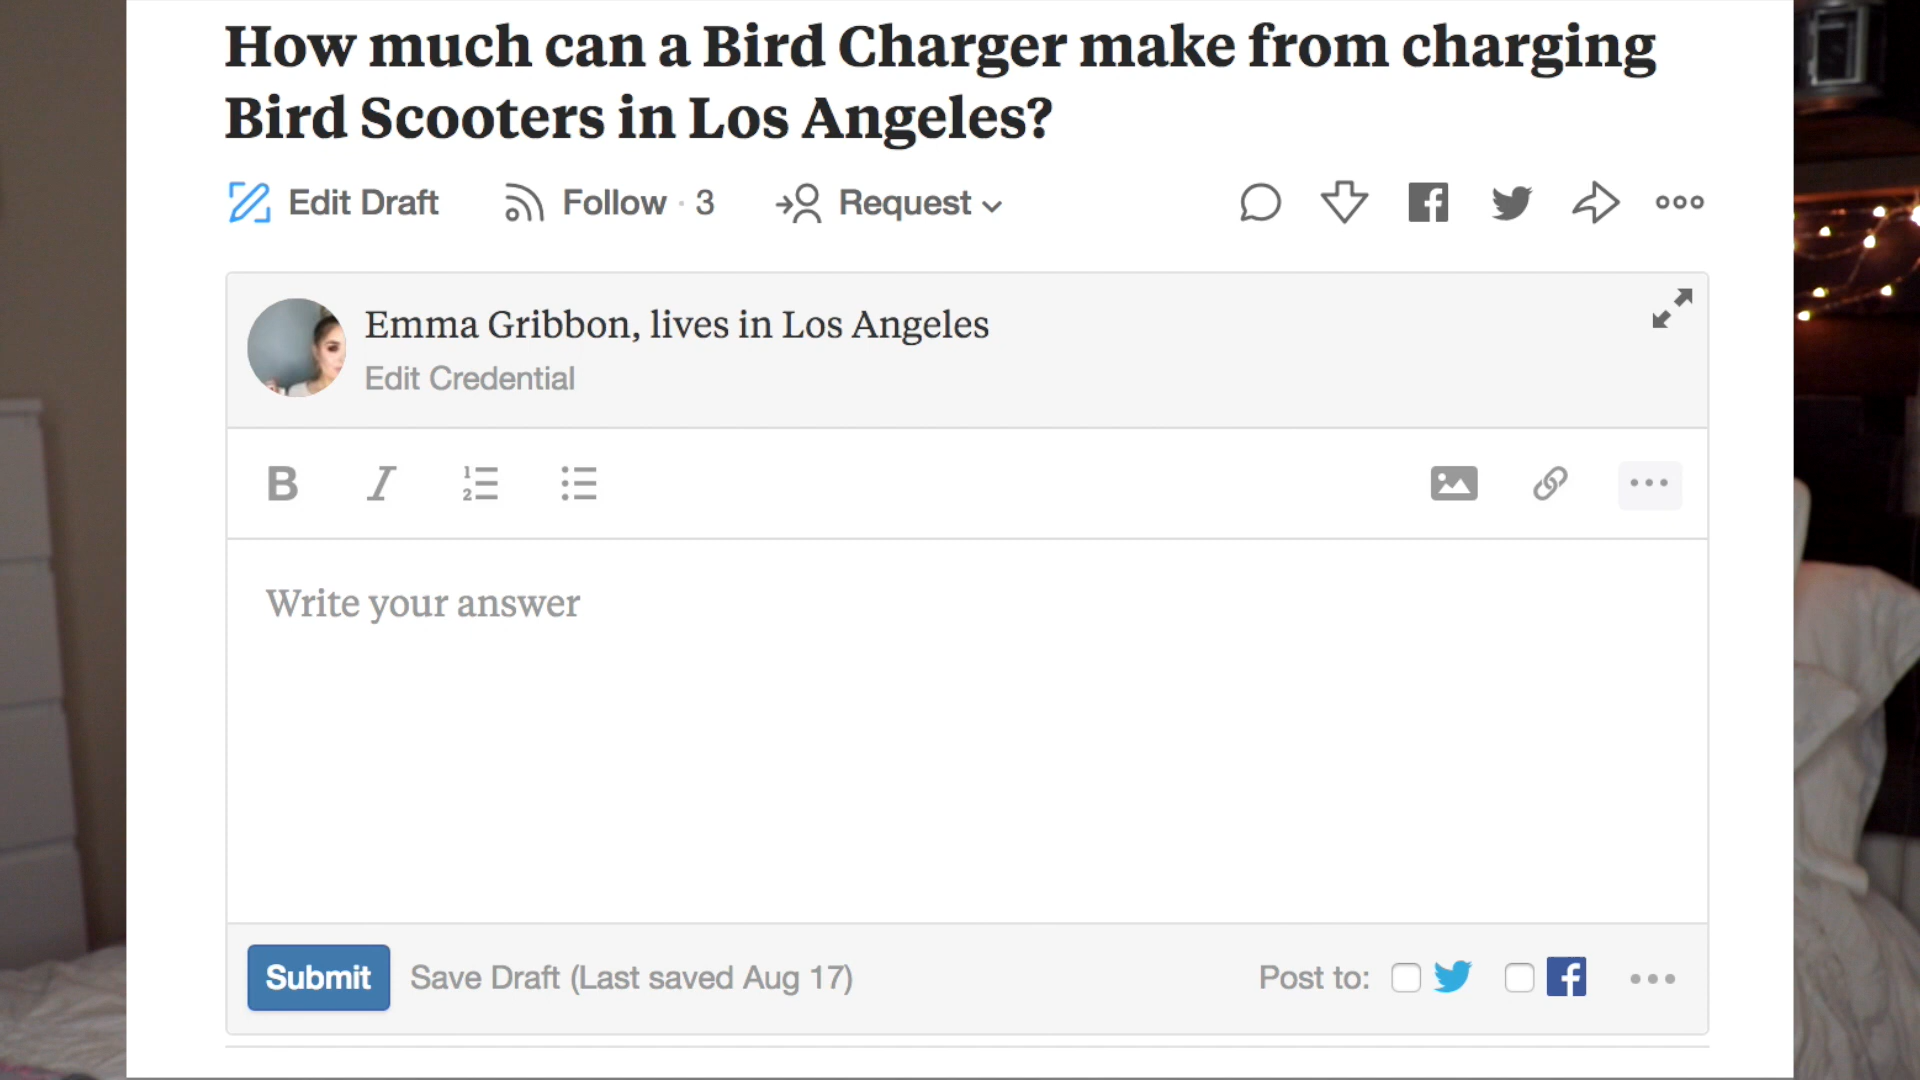 How much can a Bird Charger make from charging
Bird Scooters in Los Angeles?
Edit Draft Follow · 3 Request
Emma Gribbon, lives in Los Angeles
Edit Credential
B I
Write your answer
Submit Save Draft (Last saved Aug 17) Post to: